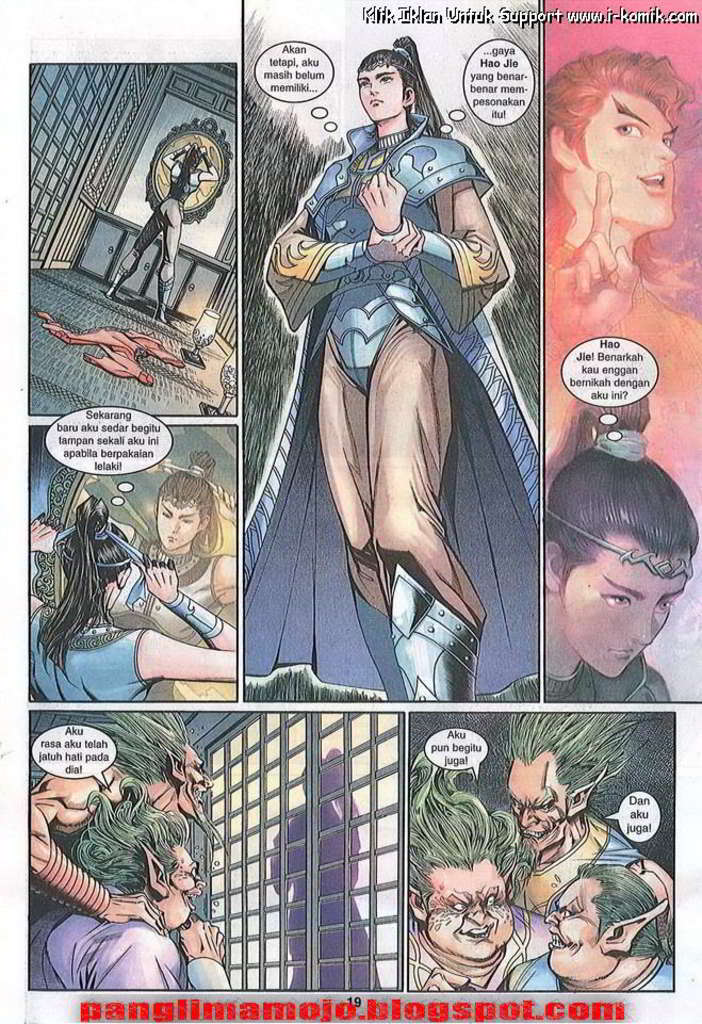 Klik Iklan Untuk Support www.i-komik.com
Sekarang
baru aku sedar begitu
tampan sekali aku ini
apabila berpakaian
lelaki!
Akan
tetapi, aku
masih belum
memiliki...
...gaya
Hao Jie
yang benar-
benar mem-
pesonakan
itu!
Hao
Jie! Benarkah
kau enggan
bernikah dengan
aku ini?
Aku
rasa aku telah
jatuh hati pada
dia!
Aku
pun begitu
juga!
Dan
aku
juga!
19
panglimamojo.blogspot.com